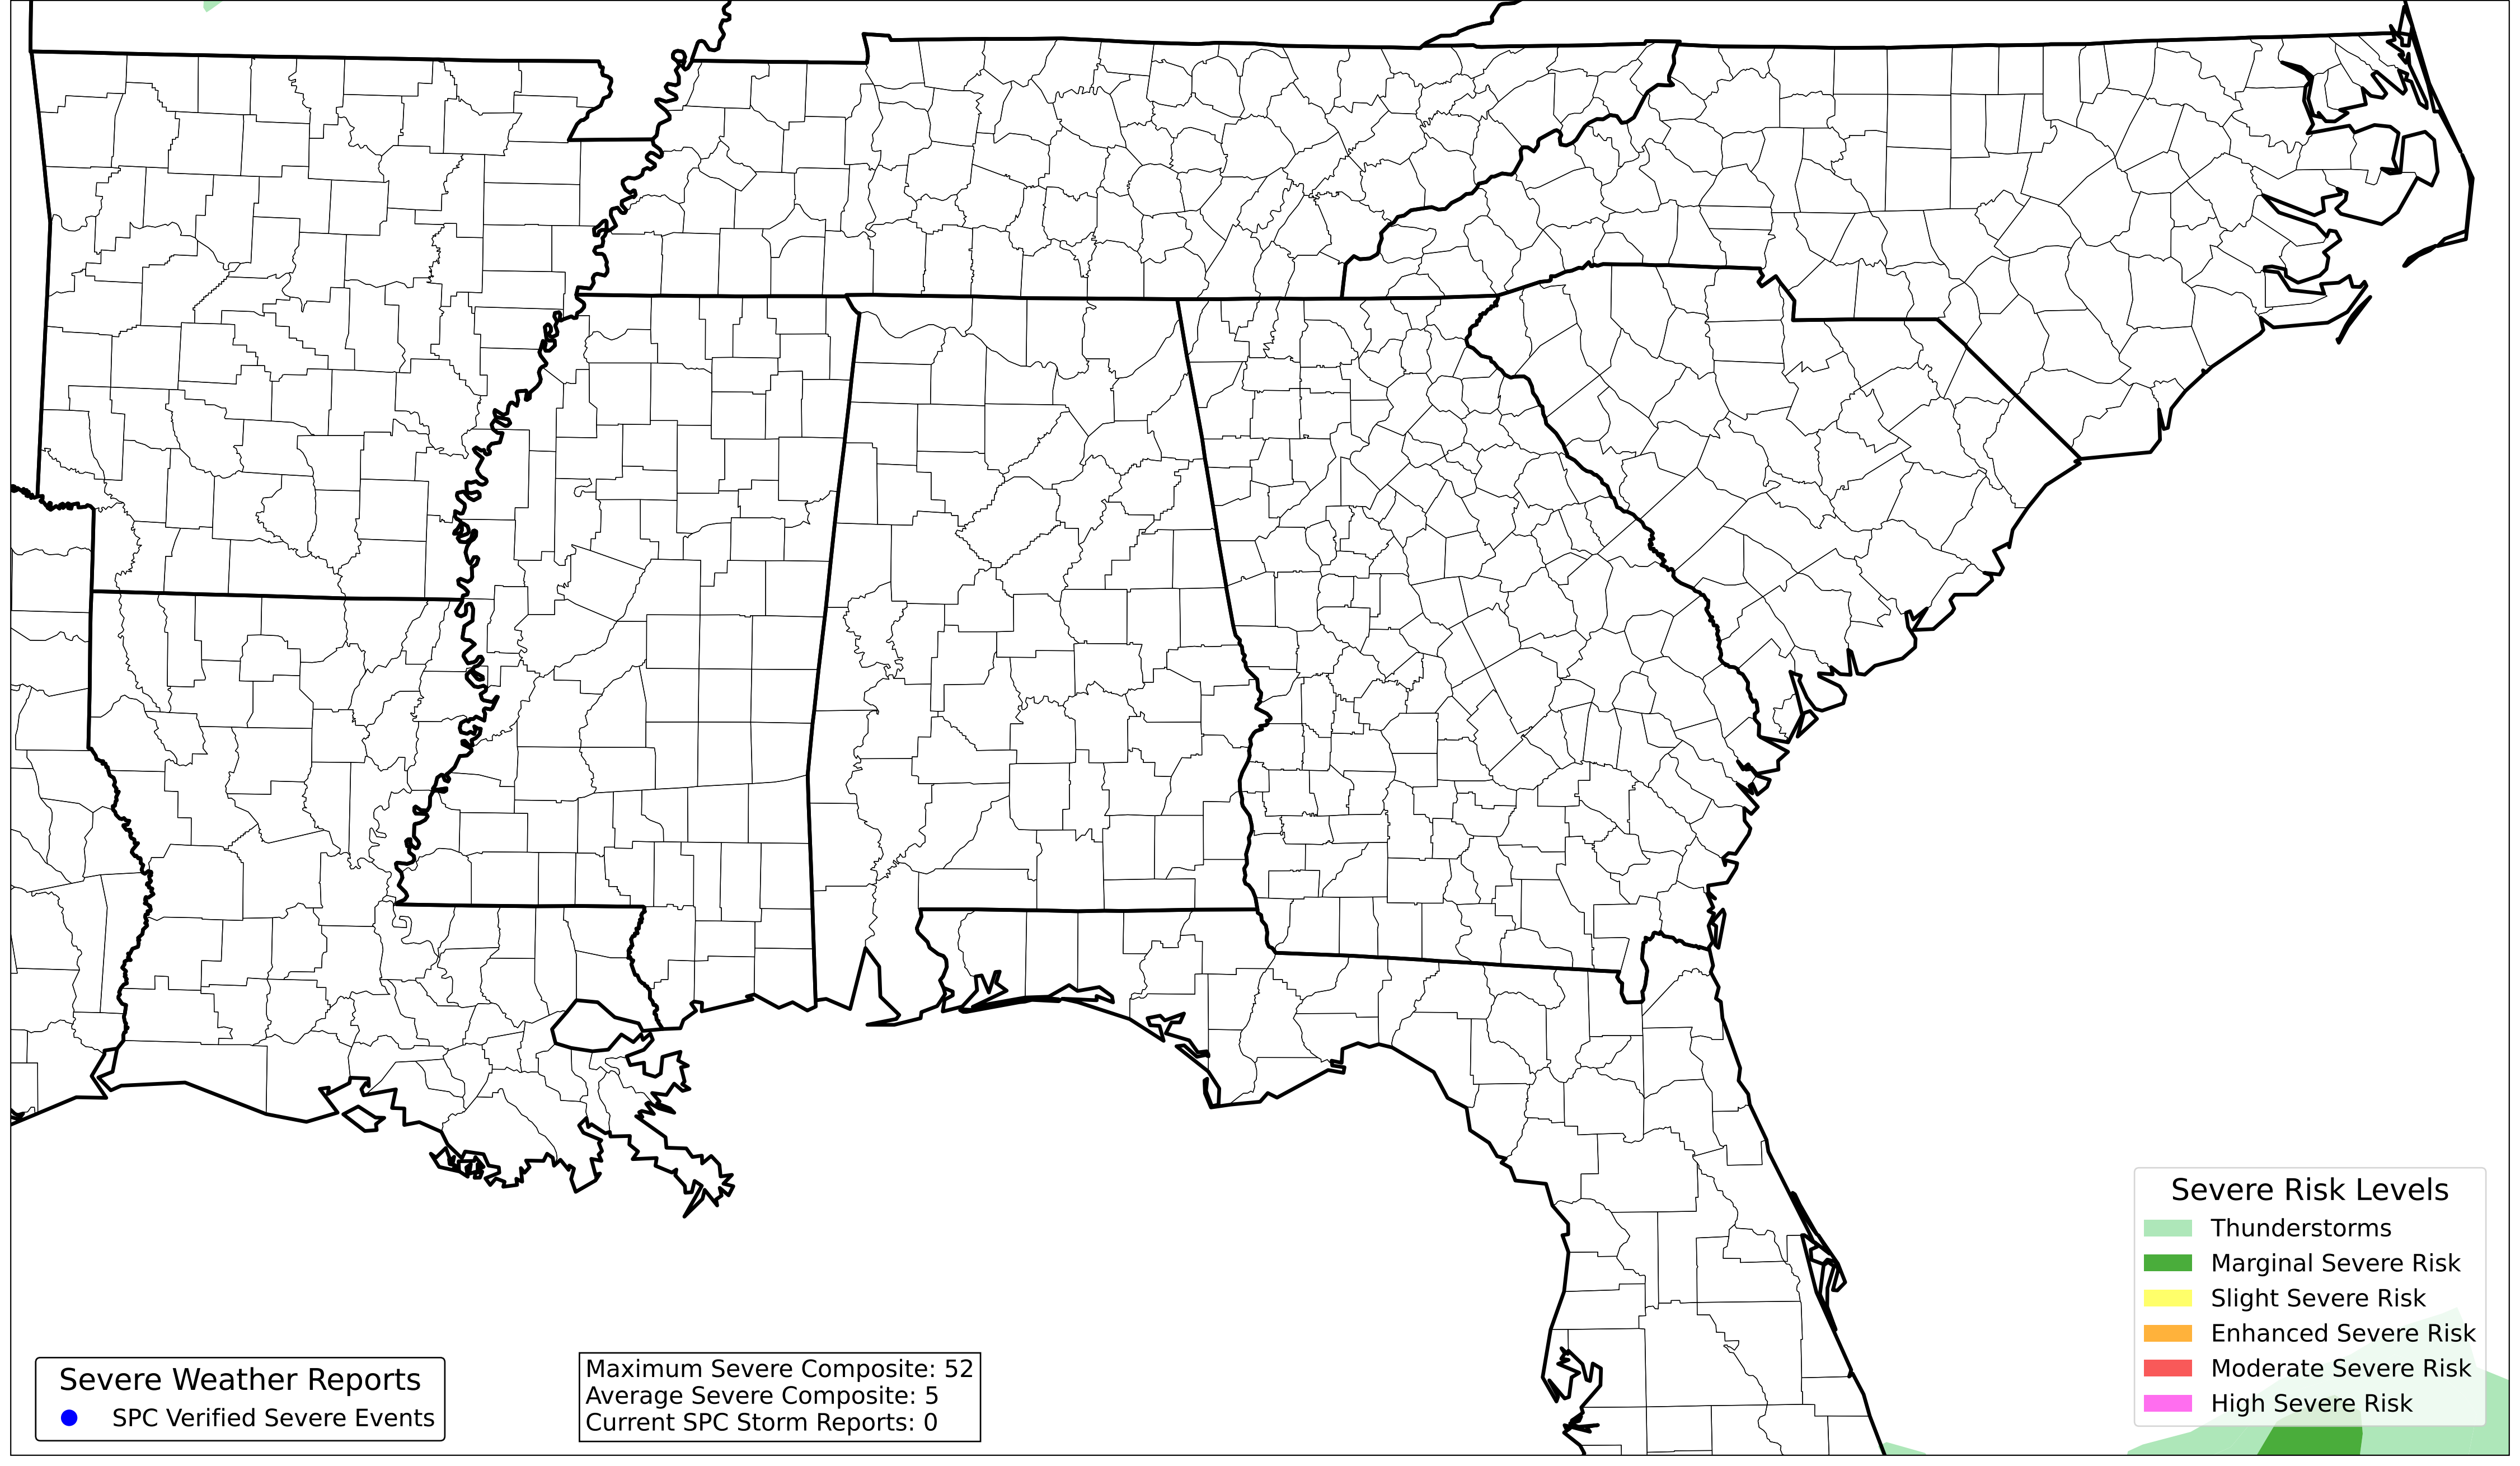 Severe Weather Reports
SPC Verified Severe Events
Maximum Severe Composite: 52
Average Severe Composite: 5
Current SPC Storm Reports: 0
Severe Risk Levels
Thunderstorms
Marginal Severe Risk
Slight Severe Risk
Enhanced Severe Risk
Moderate Severe Risk
High Severe Risk